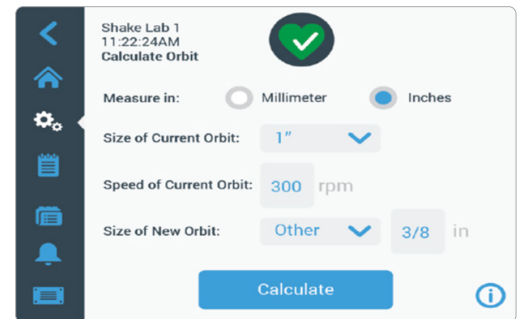 Shake Lab 1
11:22:24AM
Calculate Orbit
Measure in: Millimeter Inches
Size of Current Orbit: 1"
Speed of Current Orbit: 300 rpm
Size of New Orbit: Other 3/8 in
Calculate